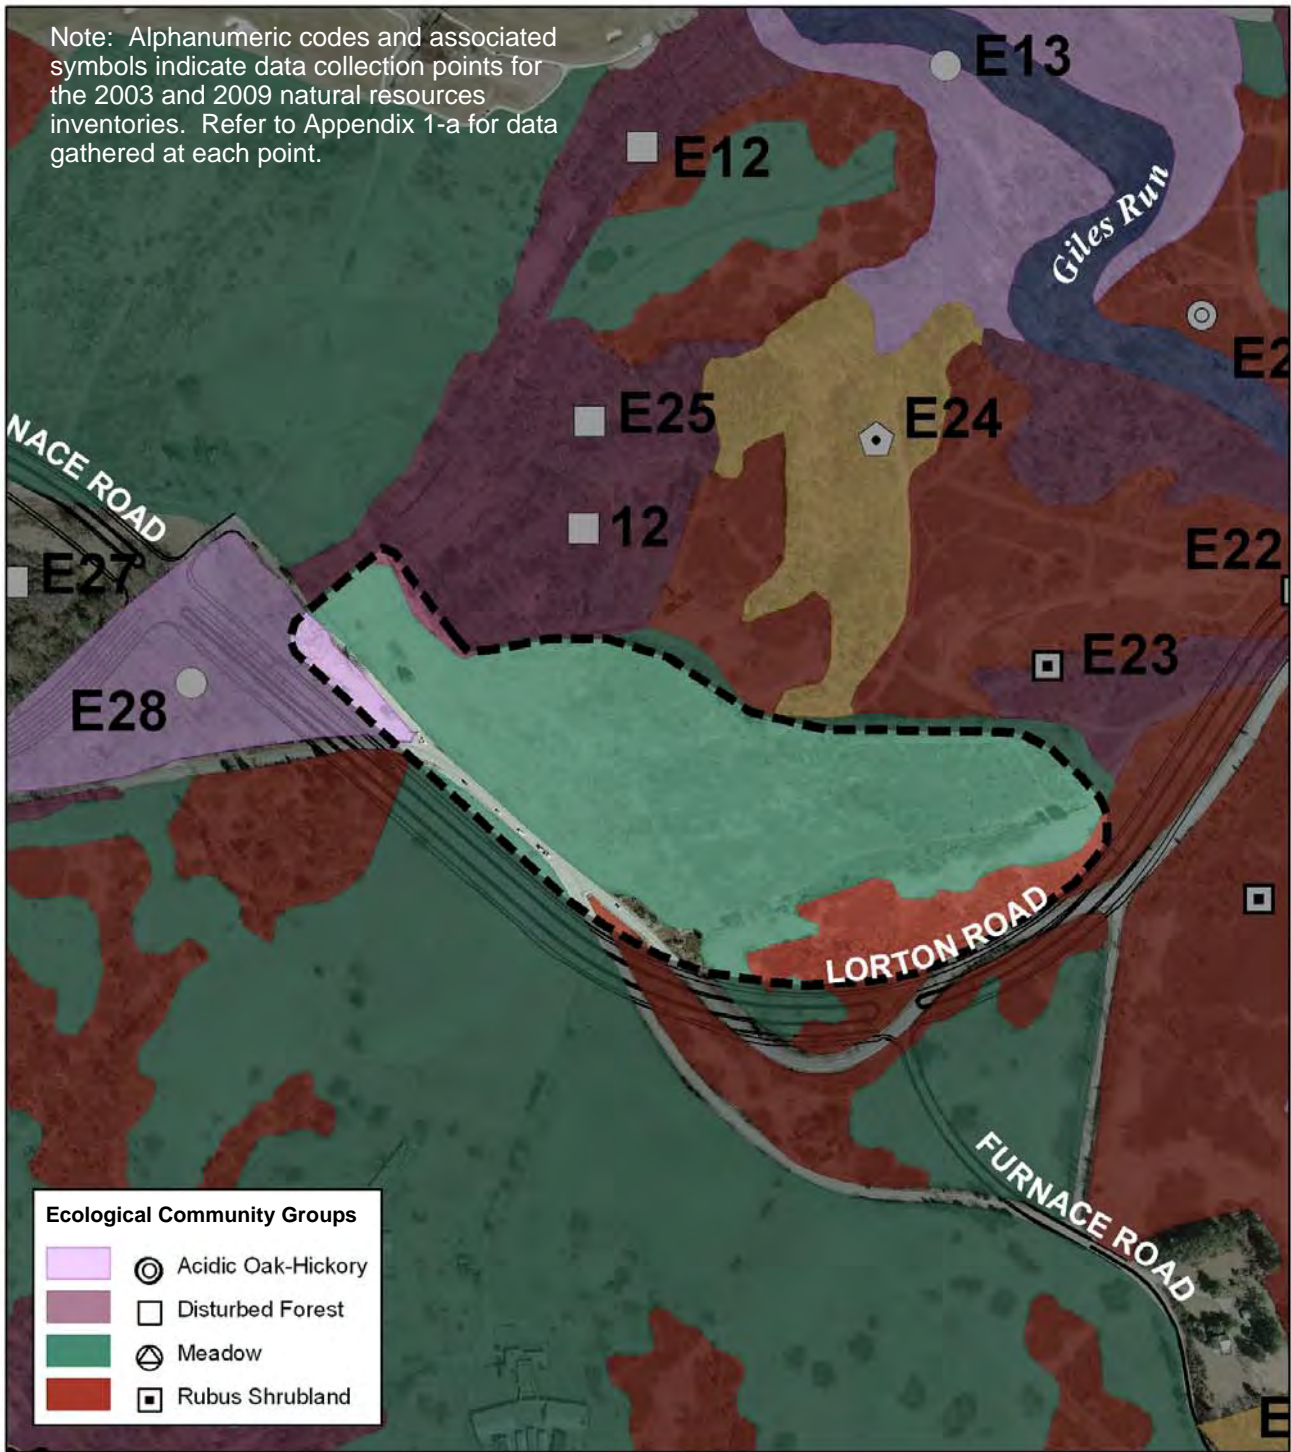 Note: Alphanumeric codes and associated
symbols indicate data collection points for
the 2003 and 2009 natural resources
inventories. Refer to Appendix 1-a for data
gathered at each point.
E13
E12
Giles Run
E2
E25
E24
NACE ROAD
12
E22
E27
E23
E28
LORTON ROAD
FURNACE ROAD
Ecological Community Groups
Acidic Oak-Hickory
Disturbed Forest
Meadow
Rubus Shrubland
E